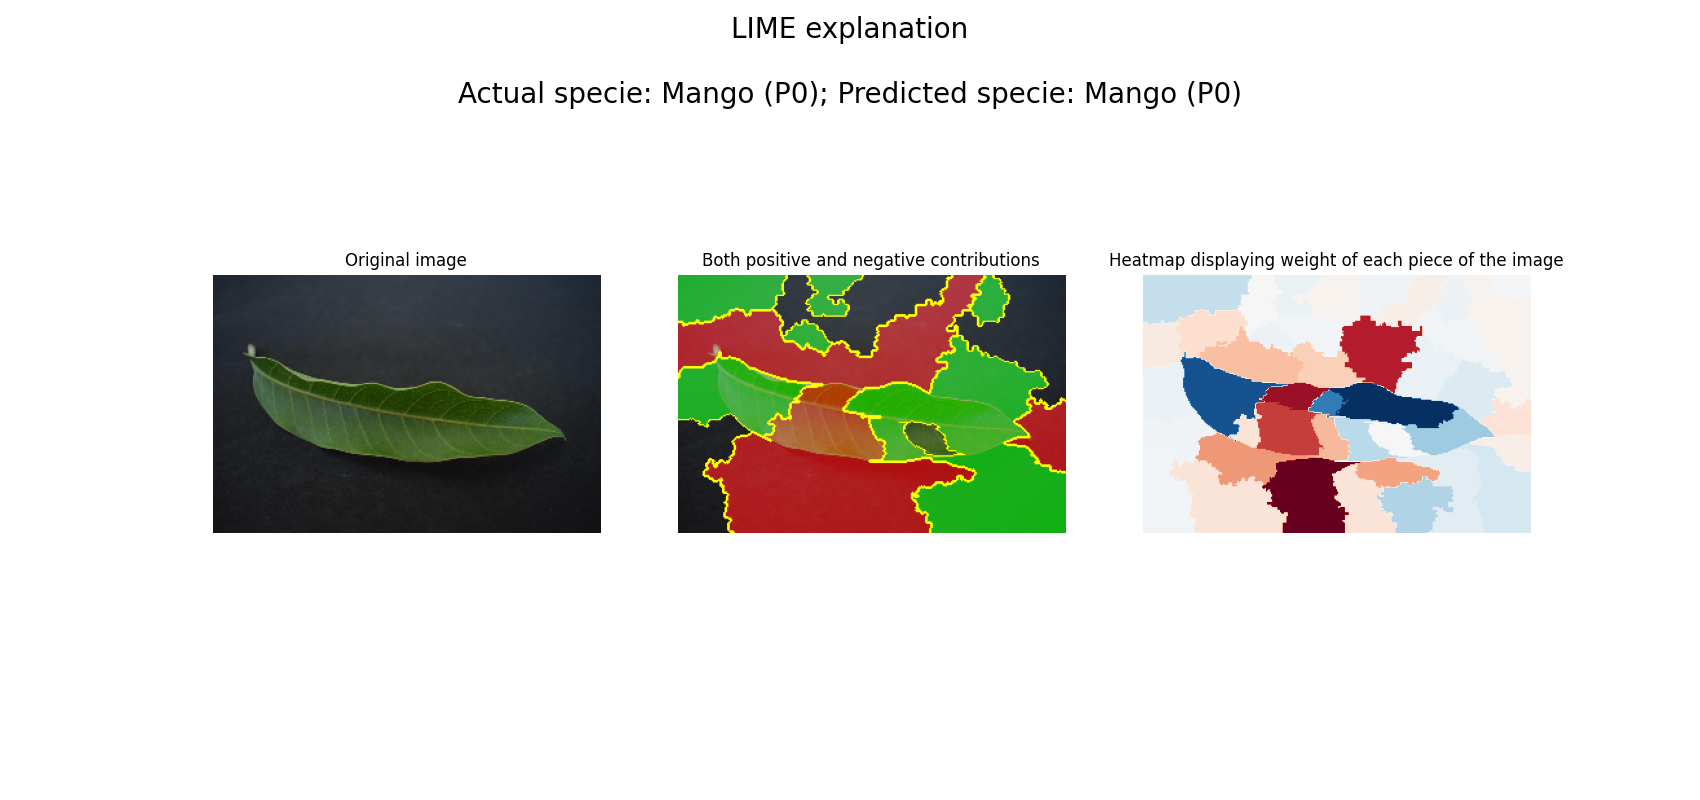 LIME explanation
Actual specie: Mango (P0); Predicted specie: Mango (P0)
Original image
Both positive and negative contributions
Heatmap displaying weight of each piece of the image